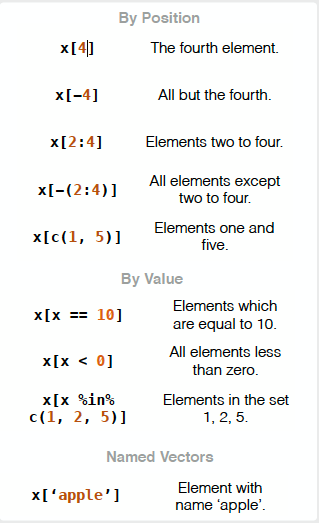 By Position
x[4] The fourth element.
x[-4] All but the fourth.
x[2:4] Elements two to four.
x[-(2:4)] All elements except
two to four.
x[c(1, 5)] Elements one and
five.
By Value
x[x == 10] Elements which
are equal to 10.
x[x < 0] All elements less
than zero.
x[x %in% Elements in the set
c(1, 2, 5)] 1, 2, 5.
Named Vectors
x[‘apple’] Element with
name ‘apple’.